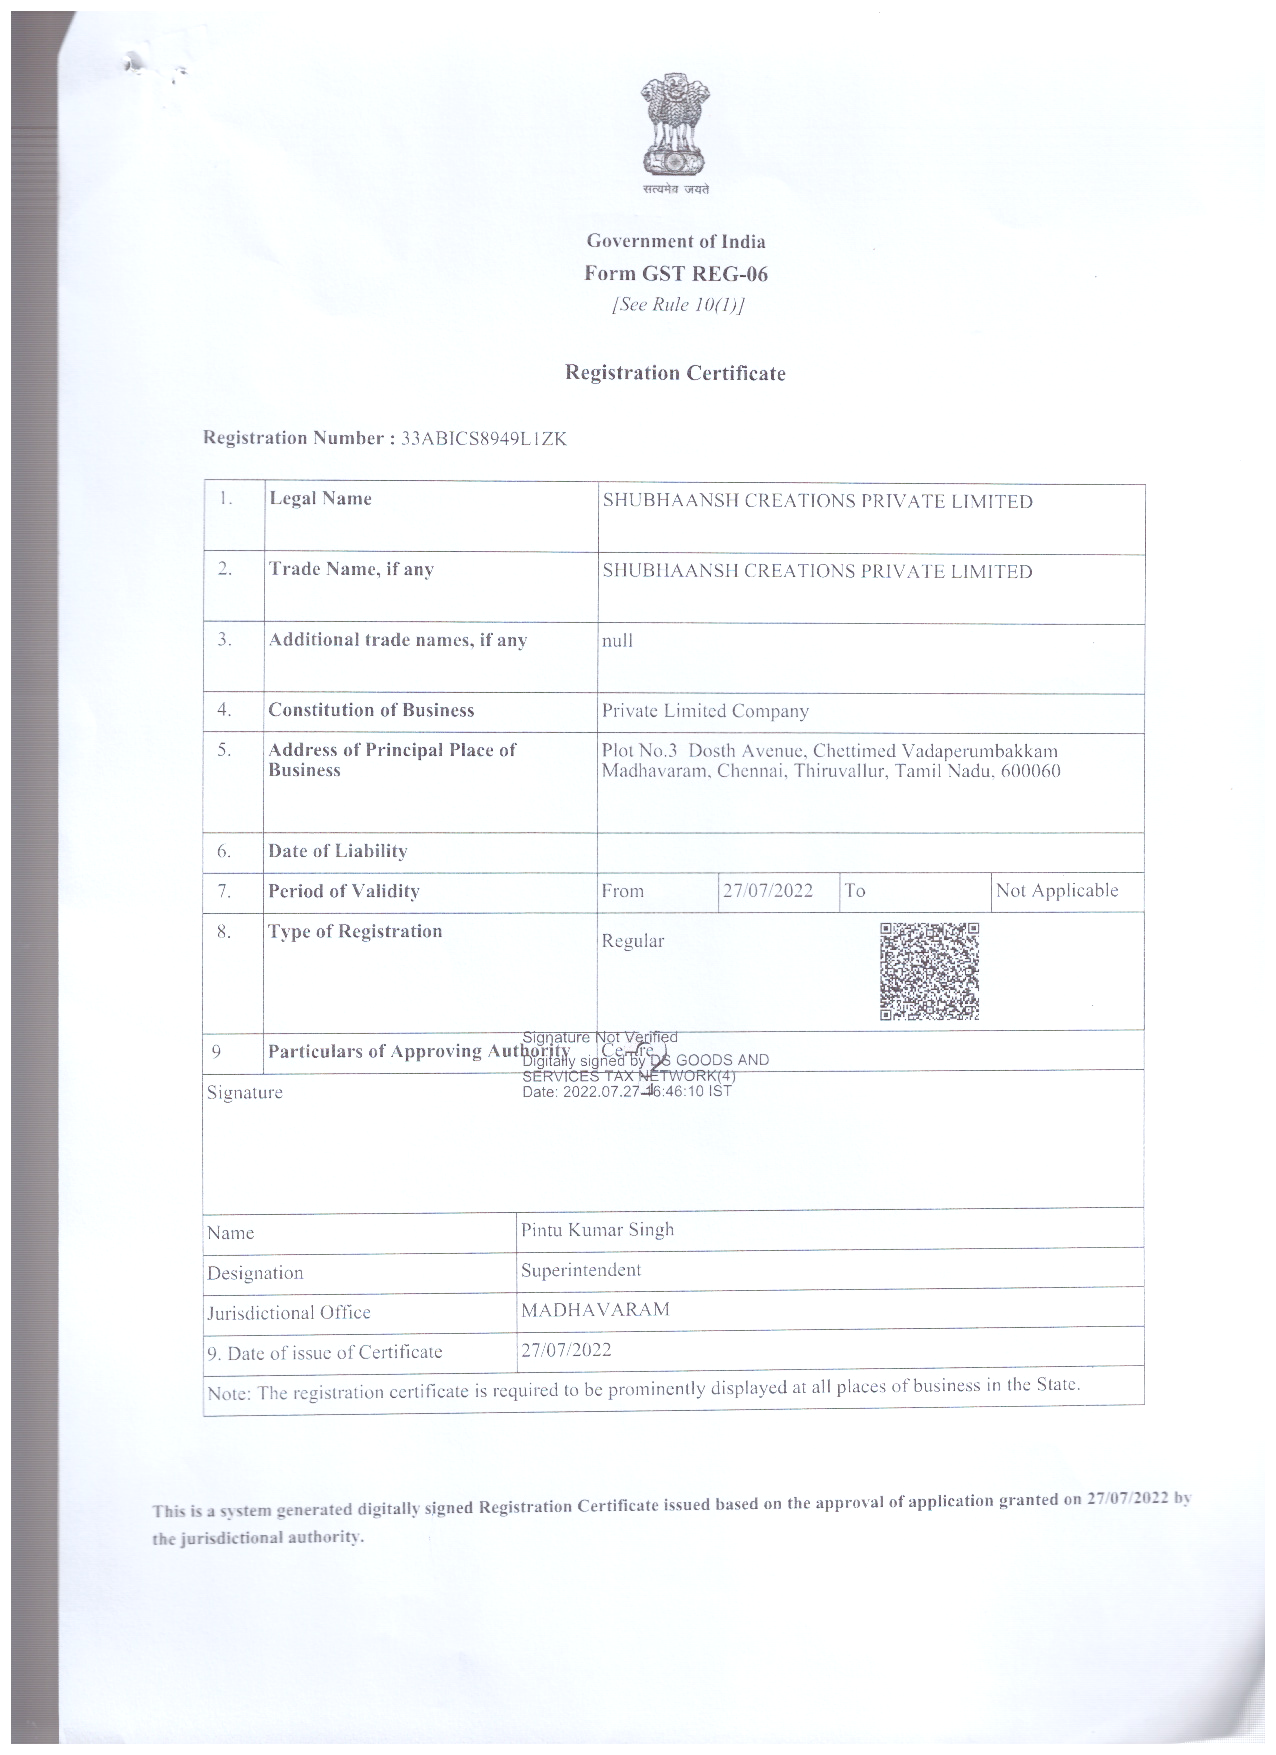 सत्यमेव जयते
Government of India
Form GST REG-06
[See Rule 10(1)]
Registration Certificate
Registration Number : 33ABICS8949L1ZK
1. Legal Name SHUBHAANSH CREATIONS PRIVATE LIMITED
2. Trade Name, if any SHUBHAANSH CREATIONS PRIVATE LIMITED
3. Additional trade names, if any null
4. Constitution of Business Private Limited Company
5. Address of Principal Place of Plot No.3 Dosth Avenue, Chettimed Vadaperumbakkam
Business Madhavaram, Chennai, Thiruvallur, Tamil Nadu, 600060
6. Date of Liability
7. Period of Validity From 27/07/2022 To Not Applicable
8. Type of Registration Regular
Signature Not Verified
9 Particulars of Approving Authority Centre
Digitally signed by DS GOODS AND
SERVICES TAX NETWORK(4)
Signature Date: 2022.07.27 16:46:10 IST
Name Pintu Kumar Singh
Designation Superintendent
Jurisdictional Office MADHAVARAM
9. Date of issue of Certificate 27/07/2022
Note: The registration certificate is required to be prominently displayed at all places of business in the State.
This is a system generated digitally signed Registration Certificate issued based on the approval of application granted on 27/07/2022 by
the jurisdictional authority.